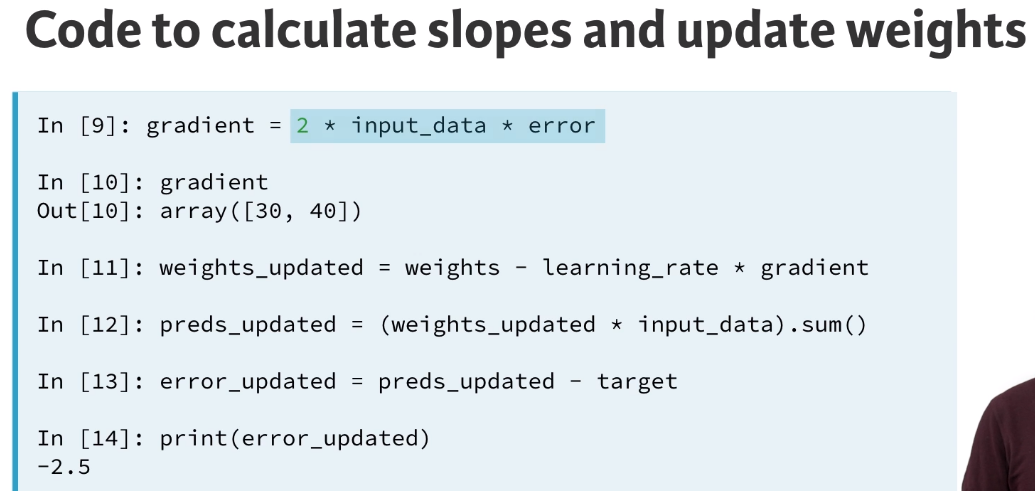 Code to calculate slopes and update weights
In [9]: gradient = 2 * input_data * error
In [10]: gradient
Out[10]: array([30, 40])
In [11]: weights_updated = weights - learning_rate * gradient
In [12]: preds_updated = (weights_updated * input_data).sum()
In [13]: error_updated = preds_updated - target
In [14]: print(error_updated)
-2.5